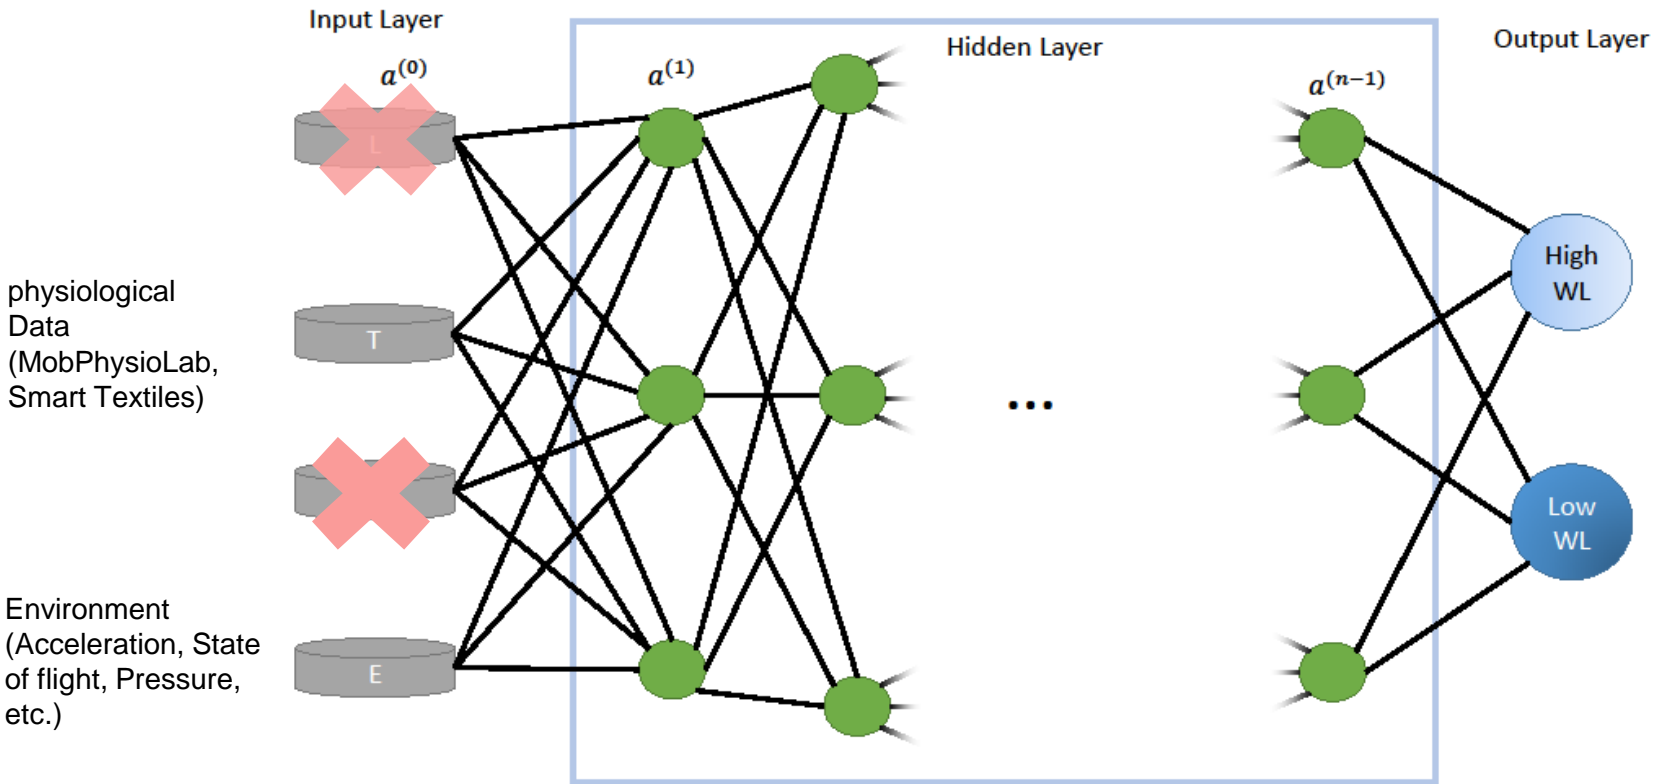 Input Layer
Hidden Layer
Output Layer
a^(0)
a^(1)
a^(n−1)
L
physiological
Data
(MobPhysioLab,
Smart Textiles)
T
High
WL
...
Low
WL
Environment
(Acceleration, State
of flight, Pressure,
etc.)
E